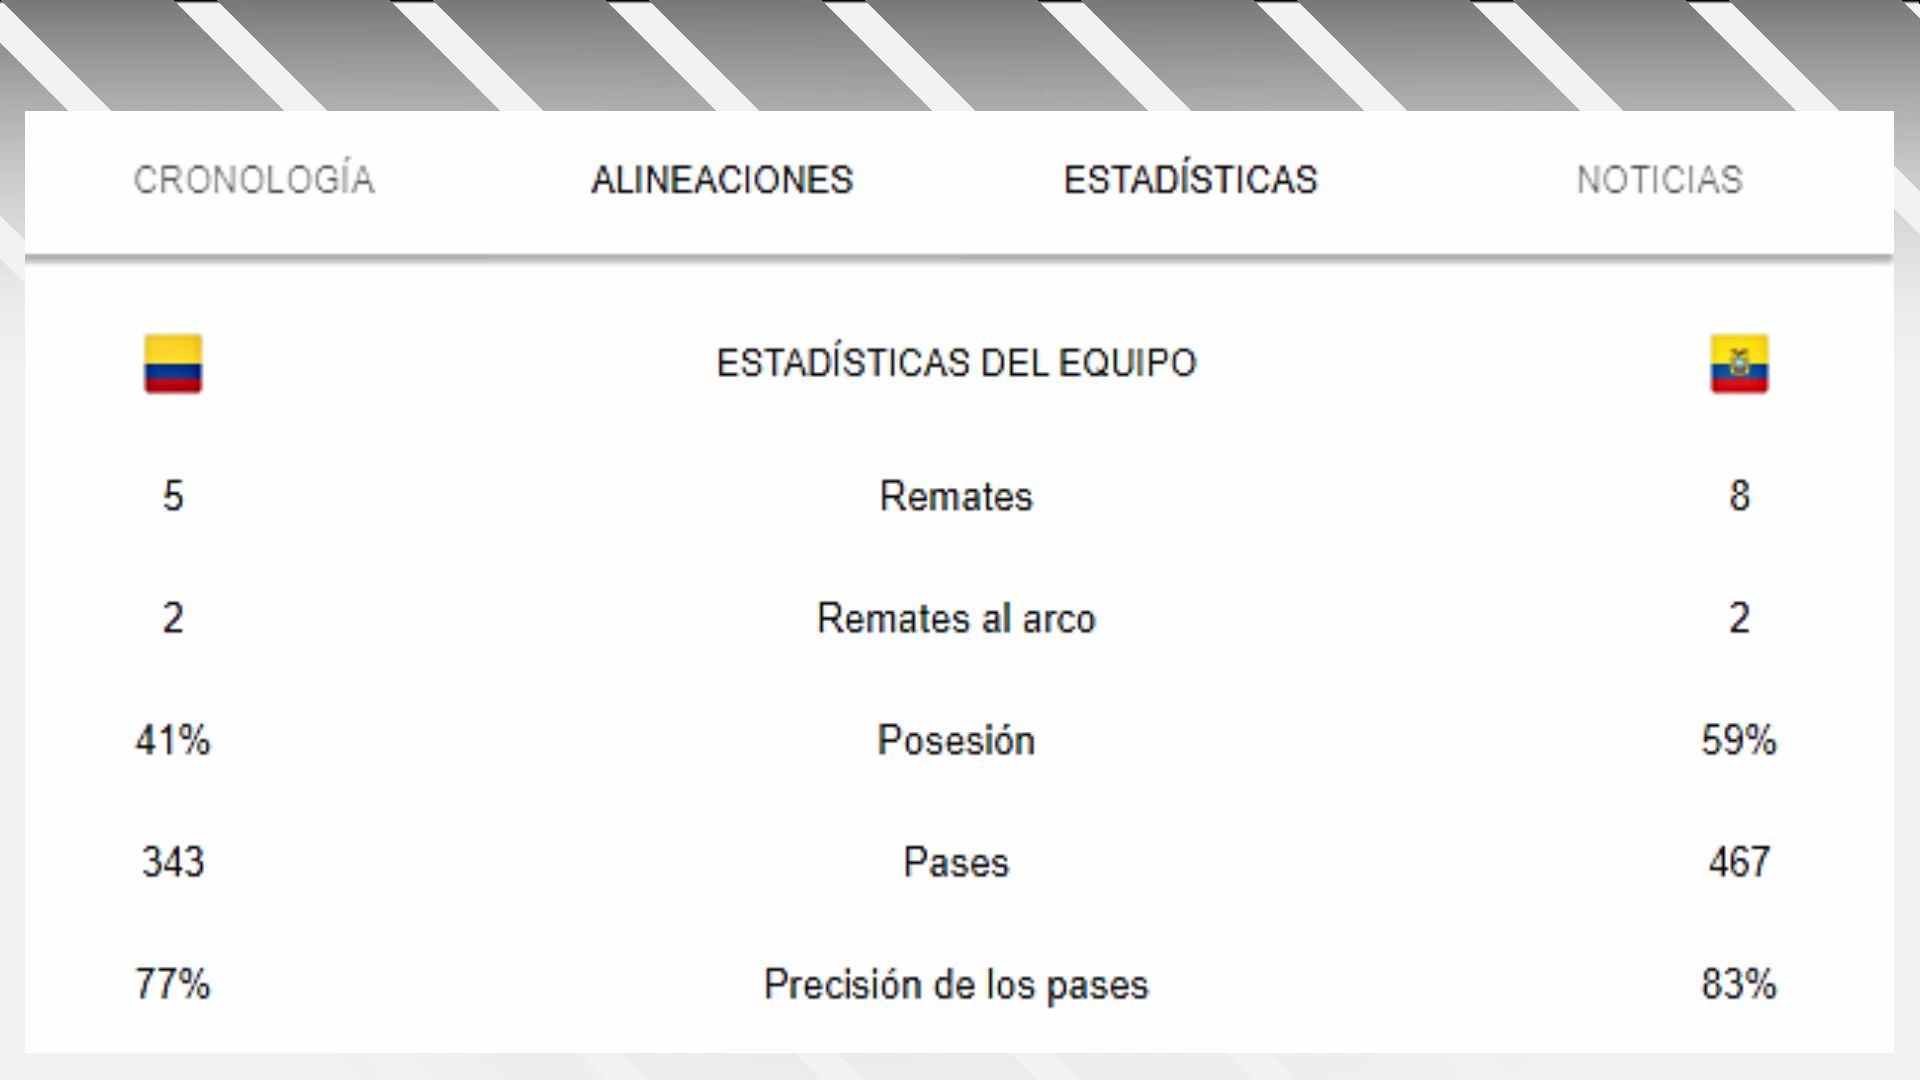 CRONOLOGÍA ALINEACIONES ESTADÍSTICAS NOTICIAS
ESTADÍSTICAS DEL EQUIPO
5 Remates 8
2 Remates al arco 2
41% Posesión 59%
343 Pases 467
77% Precisión de los pases 83%